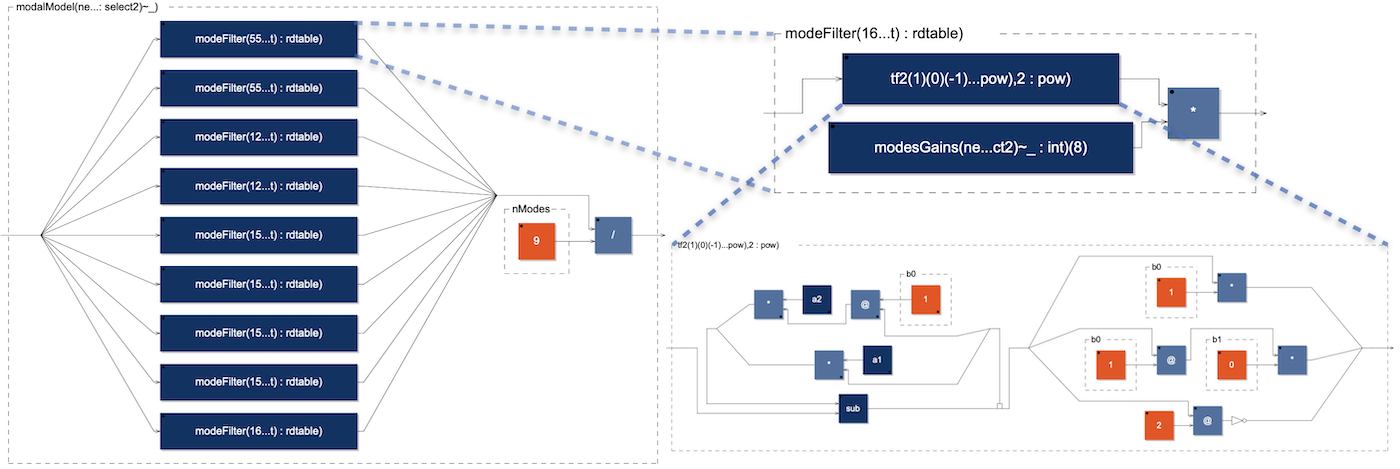 modalModel(ne...: select2)~_)
modeFilter(55...t) : rdtable)
modeFilter(55...t) : rdtable)
modeFilter(12...t) : rdtable)
modeFilter(12...t) : rdtable)
modeFilter(15...t) : rdtable)
modeFilter(15...t) : rdtable)
modeFilter(15...t) : rdtable)
modeFilter(15...t) : rdtable)
modeFilter(16...t) : rdtable)
nModes
9
/
modeFilter(16...t) : rdtable)
tf2(1)(0)(-1)...pow),2 : pow)
modesGains(ne...ct2)~_ : int)(8)
*
tf2(1)(0)(-1)...pow),2 : pow)
*
a2
@
b0
1
*
a1
sub
b0
1
*
b0
1
@
b1
0
*
2
@